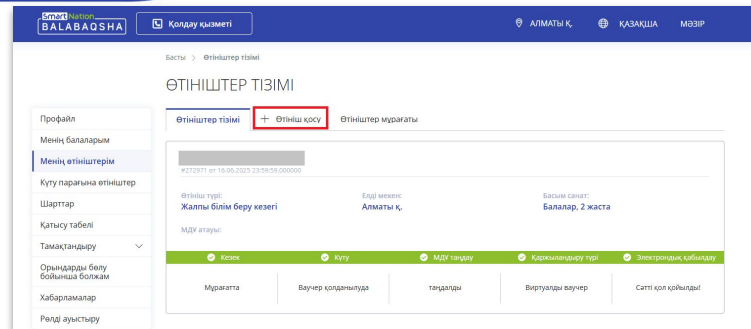 Smart Nation
BALABAQSHA
Қолдау қызметі
АЛМАТЫ Қ.
ҚАЗАҚША
МӘЗІР
Басты > Өтініштер тізімі
ӨТІНІШТЕР ТІЗІМІ
Профайл
Менің балаларым
Менің өтініштерім
Күту парағына өтініштер
Шарттар
Қатысу табелі
Тамақтандыру
Орындарды бөлу
бойынша болжам
Хабарламалар
Рөлді ауыстыру
Өтініштер тізімі
+ Өтініш қосу
Өтініштер мұрағаты
#272971 от 16.06.2025 23:59:59.000000
Өтініш түрі:
Жалпы білім беру кезегі
Елді мекен:
Алматы қ.
Басым санат:
Балалар, 2 жаста
МДҰ атауы:
Кезек
Күту
МДҰ таңдау
Қаржыландыру түрі
Электрондық қабылдау
Мұрағатта
Ваучер қолданылуда
таңдалды
Виртуалды ваучер
Сәтті қол қойылды!